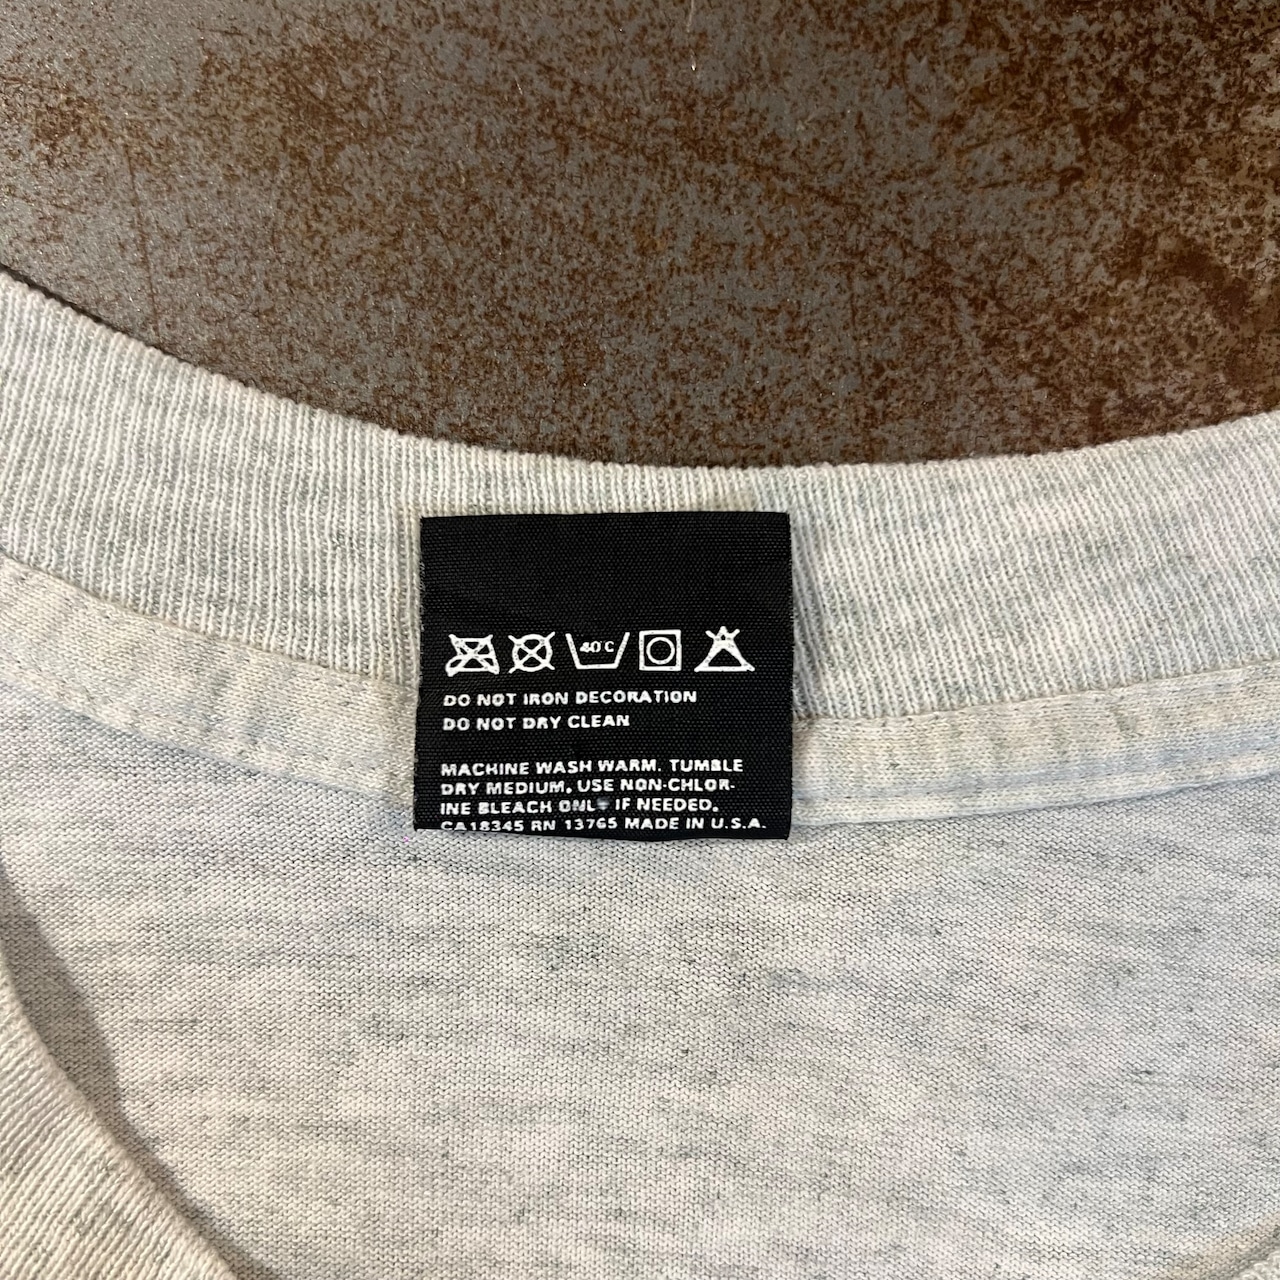 40°C
DO NOT IRON DECORATION
DO NOT DRY CLEAN
MACHINE WASH WARM. TUMBLE
DRY MEDIUM. USE NON-CHLOR-
INE BLEACH ONLY IF NEEDED.
CA18345 RN 13765 MADE IN U.S.A.